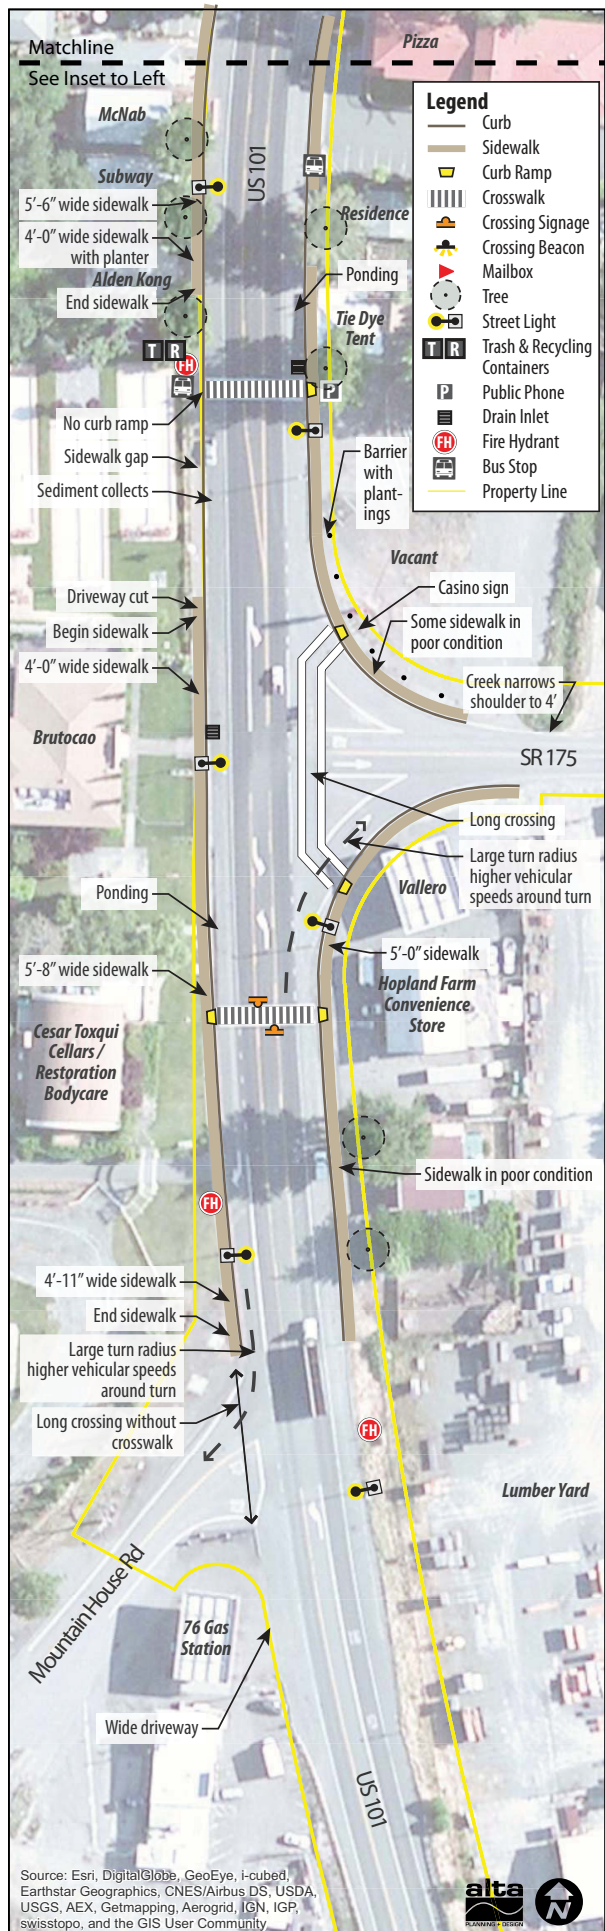 Matchline
See Inset to Left
Pizza
McNab
US 101
Subway
5'-6" wide sidewalk
4'-0" wide sidewalk
with planter
Alden Kong
End sidewalk
Residence
Ponding
Tie Dye
Tent
Legend
Curb
Sidewalk
Curb Ramp
Crosswalk
Crossing Signage
Crossing Beacon
Mailbox
Tree
Street Light
T R
Trash & Recycling
Containers
P
Public Phone
Drain Inlet
FH
Fire Hydrant
Bus Stop
Property Line
T R
FH
P
No curb ramp
Sidewalk gap
Sediment collects
Barrier
with
plant-
ings
Vacant
Driveway cut
Begin sidewalk
4'-0" wide sidewalk
Casino sign
Some sidewalk in
poor condition
Creek narrows
shoulder to 4'
Brutocao
SR 175
Long crossing
Large turn radius
higher vehicular
speeds around turn
Vallero
Ponding
5'-8" wide sidewalk
5'-0" sidewalk
Hopland Farm
Convenience
Store
Cesar Toxqui
Cellars /
Restoration
Bodycare
Sidewalk in poor condition
FH
4'-11" wide sidewalk
End sidewalk
Large turn radius
higher vehicular speeds
around turn
Long crossing without
crosswalk
FH
Lumber Yard
Mountain House Rd
76 Gas
Station
Wide driveway
US 101
Source: Esri, DigitalGlobe, GeoEye, i-cubed,
Earthstar Geographics, CNES/Airbus DS, USDA,
USGS, AEX, Getmapping, Aerogrid, IGN, IGP,
swisstopo, and the GIS User Community
alta
PLANNING + DESIGN
N